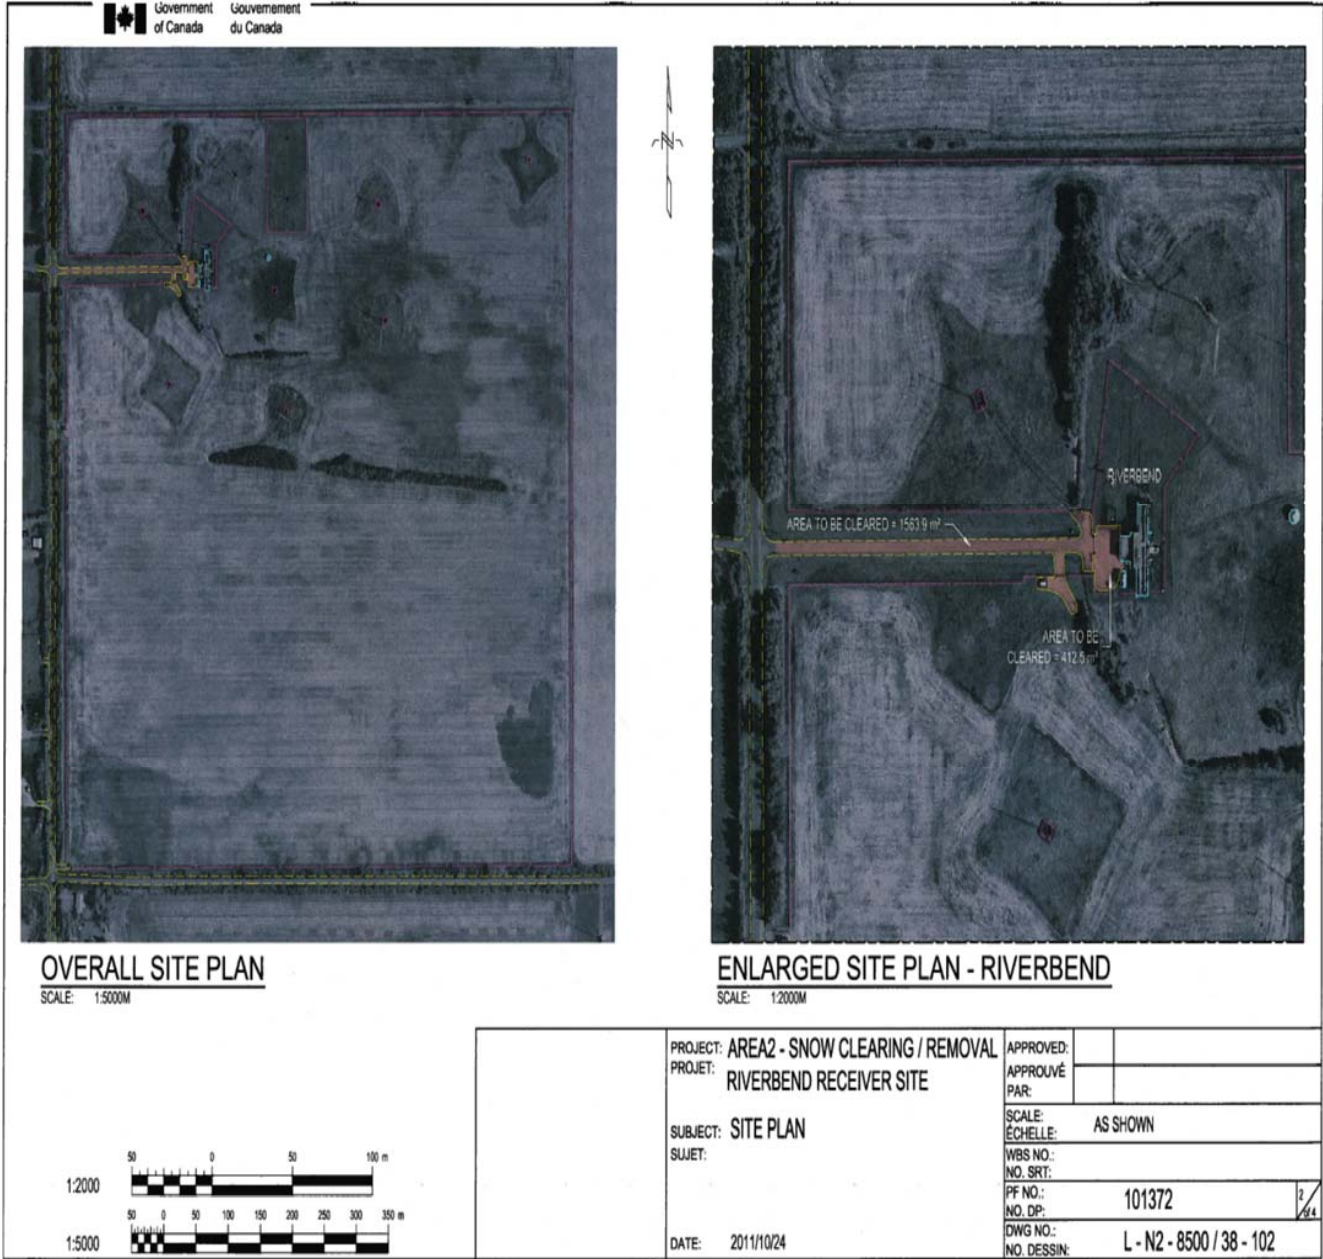 Government Gouvernement
of Canada du Canada
RIVERBEND
AREA TO BE CLEARED = 1563.9 m²
AREA TO BE
CLEARED = 412.5 m²
OVERALL SITE PLAN
SCALE: 1:5000M
ENLARGED SITE PLAN - RIVERBEND
SCALE: 1:2000M
1:2000
50 0 50 100 m
1:5000
50 0 50 100 150 200 250 300 350 m
PROJECT: AREA2 - SNOW CLEARING / REMOVAL
PROJET: RIVERBEND RECEIVER SITE
SUBJECT: SITE PLAN
SUJET:
DATE: 2011/10/24
APPROVED:
APPROUVÉ
PAR:
SCALE: AS SHOWN
ÉCHELLE:
WBS NO.:
NO. SRT:
PF NO.: 101372
NO. DP:
2
DWG NO.: L - N2 - 8500 / 38 - 102
NO. DESSIN: